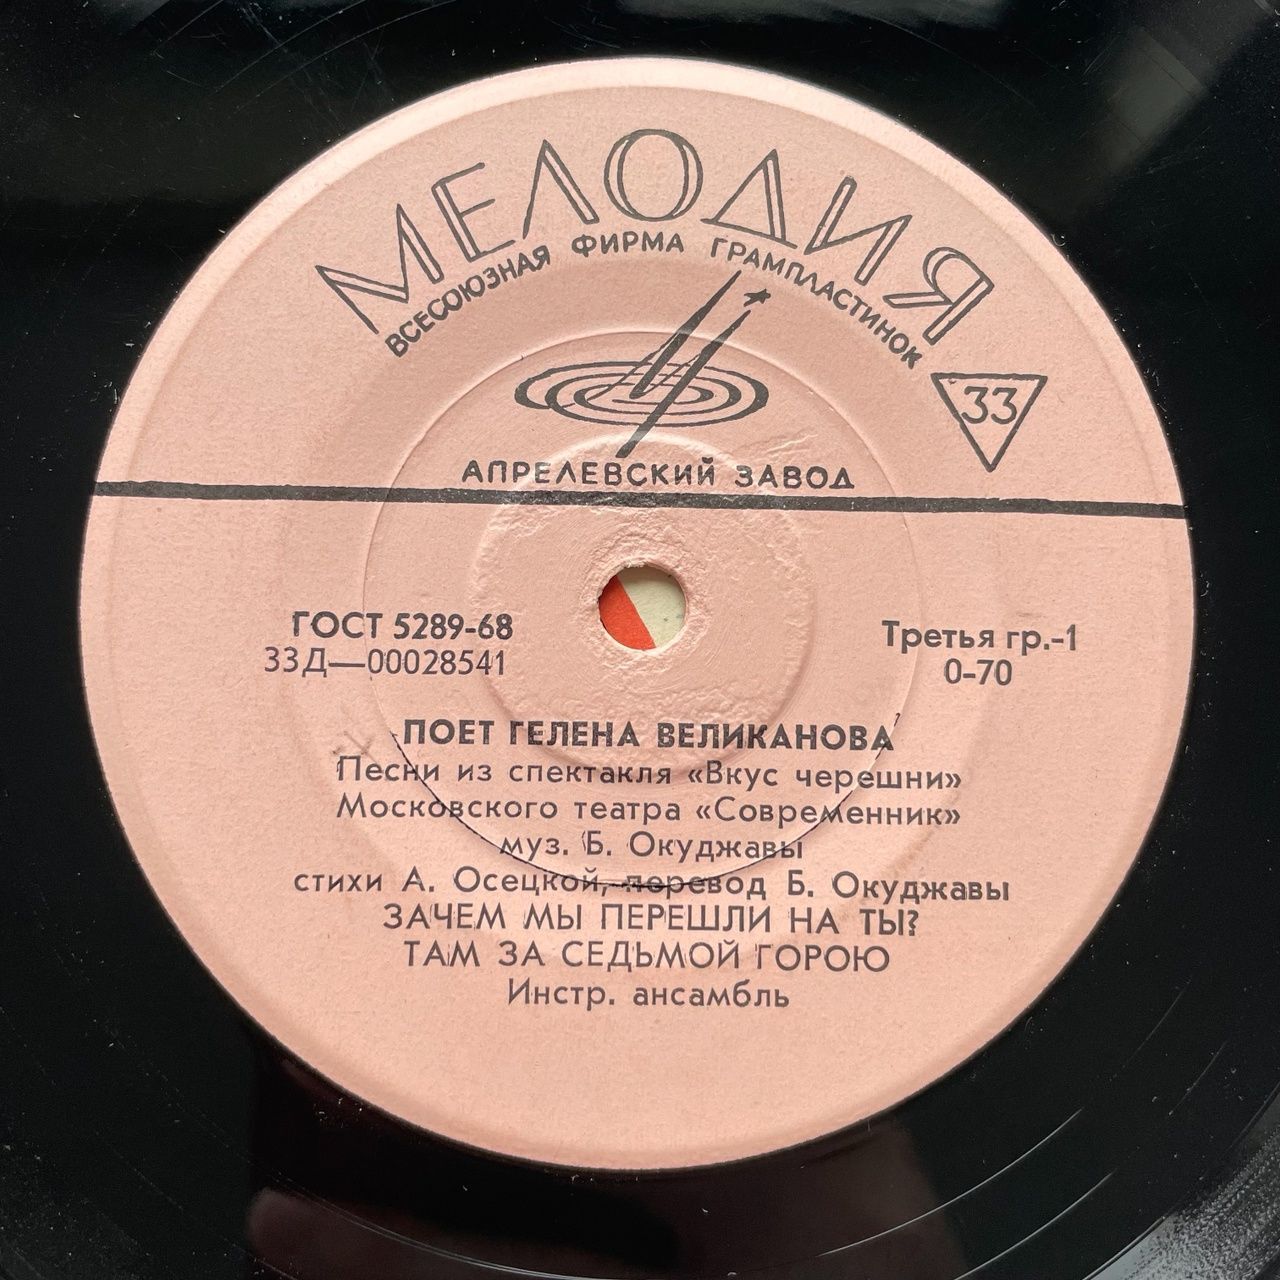 МЕЛОДИЯ
ВСЕСОЮЗНАЯ ФИРМА ГРАМПЛАСТИНОК
33
АПРЕЛЕВСКИЙ ЗАВОД
ГОСТ 5289-68
33Д—00028541
Третья гр.-1
0-70
ПОЕТ ГЕЛЕНА ВЕЛИКАНОВА
Песни из спектакля «Вкус черешни»
Московского театра «Современник»
муз. Б. Окуджавы
стихи А. Осецкой, перевод Б. Окуджавы
ЗАЧЕМ МЫ ПЕРЕШЛИ НА ТЫ?
ТАМ ЗА СЕДЬМОЙ ГОРОЮ
Инстр. ансамбль